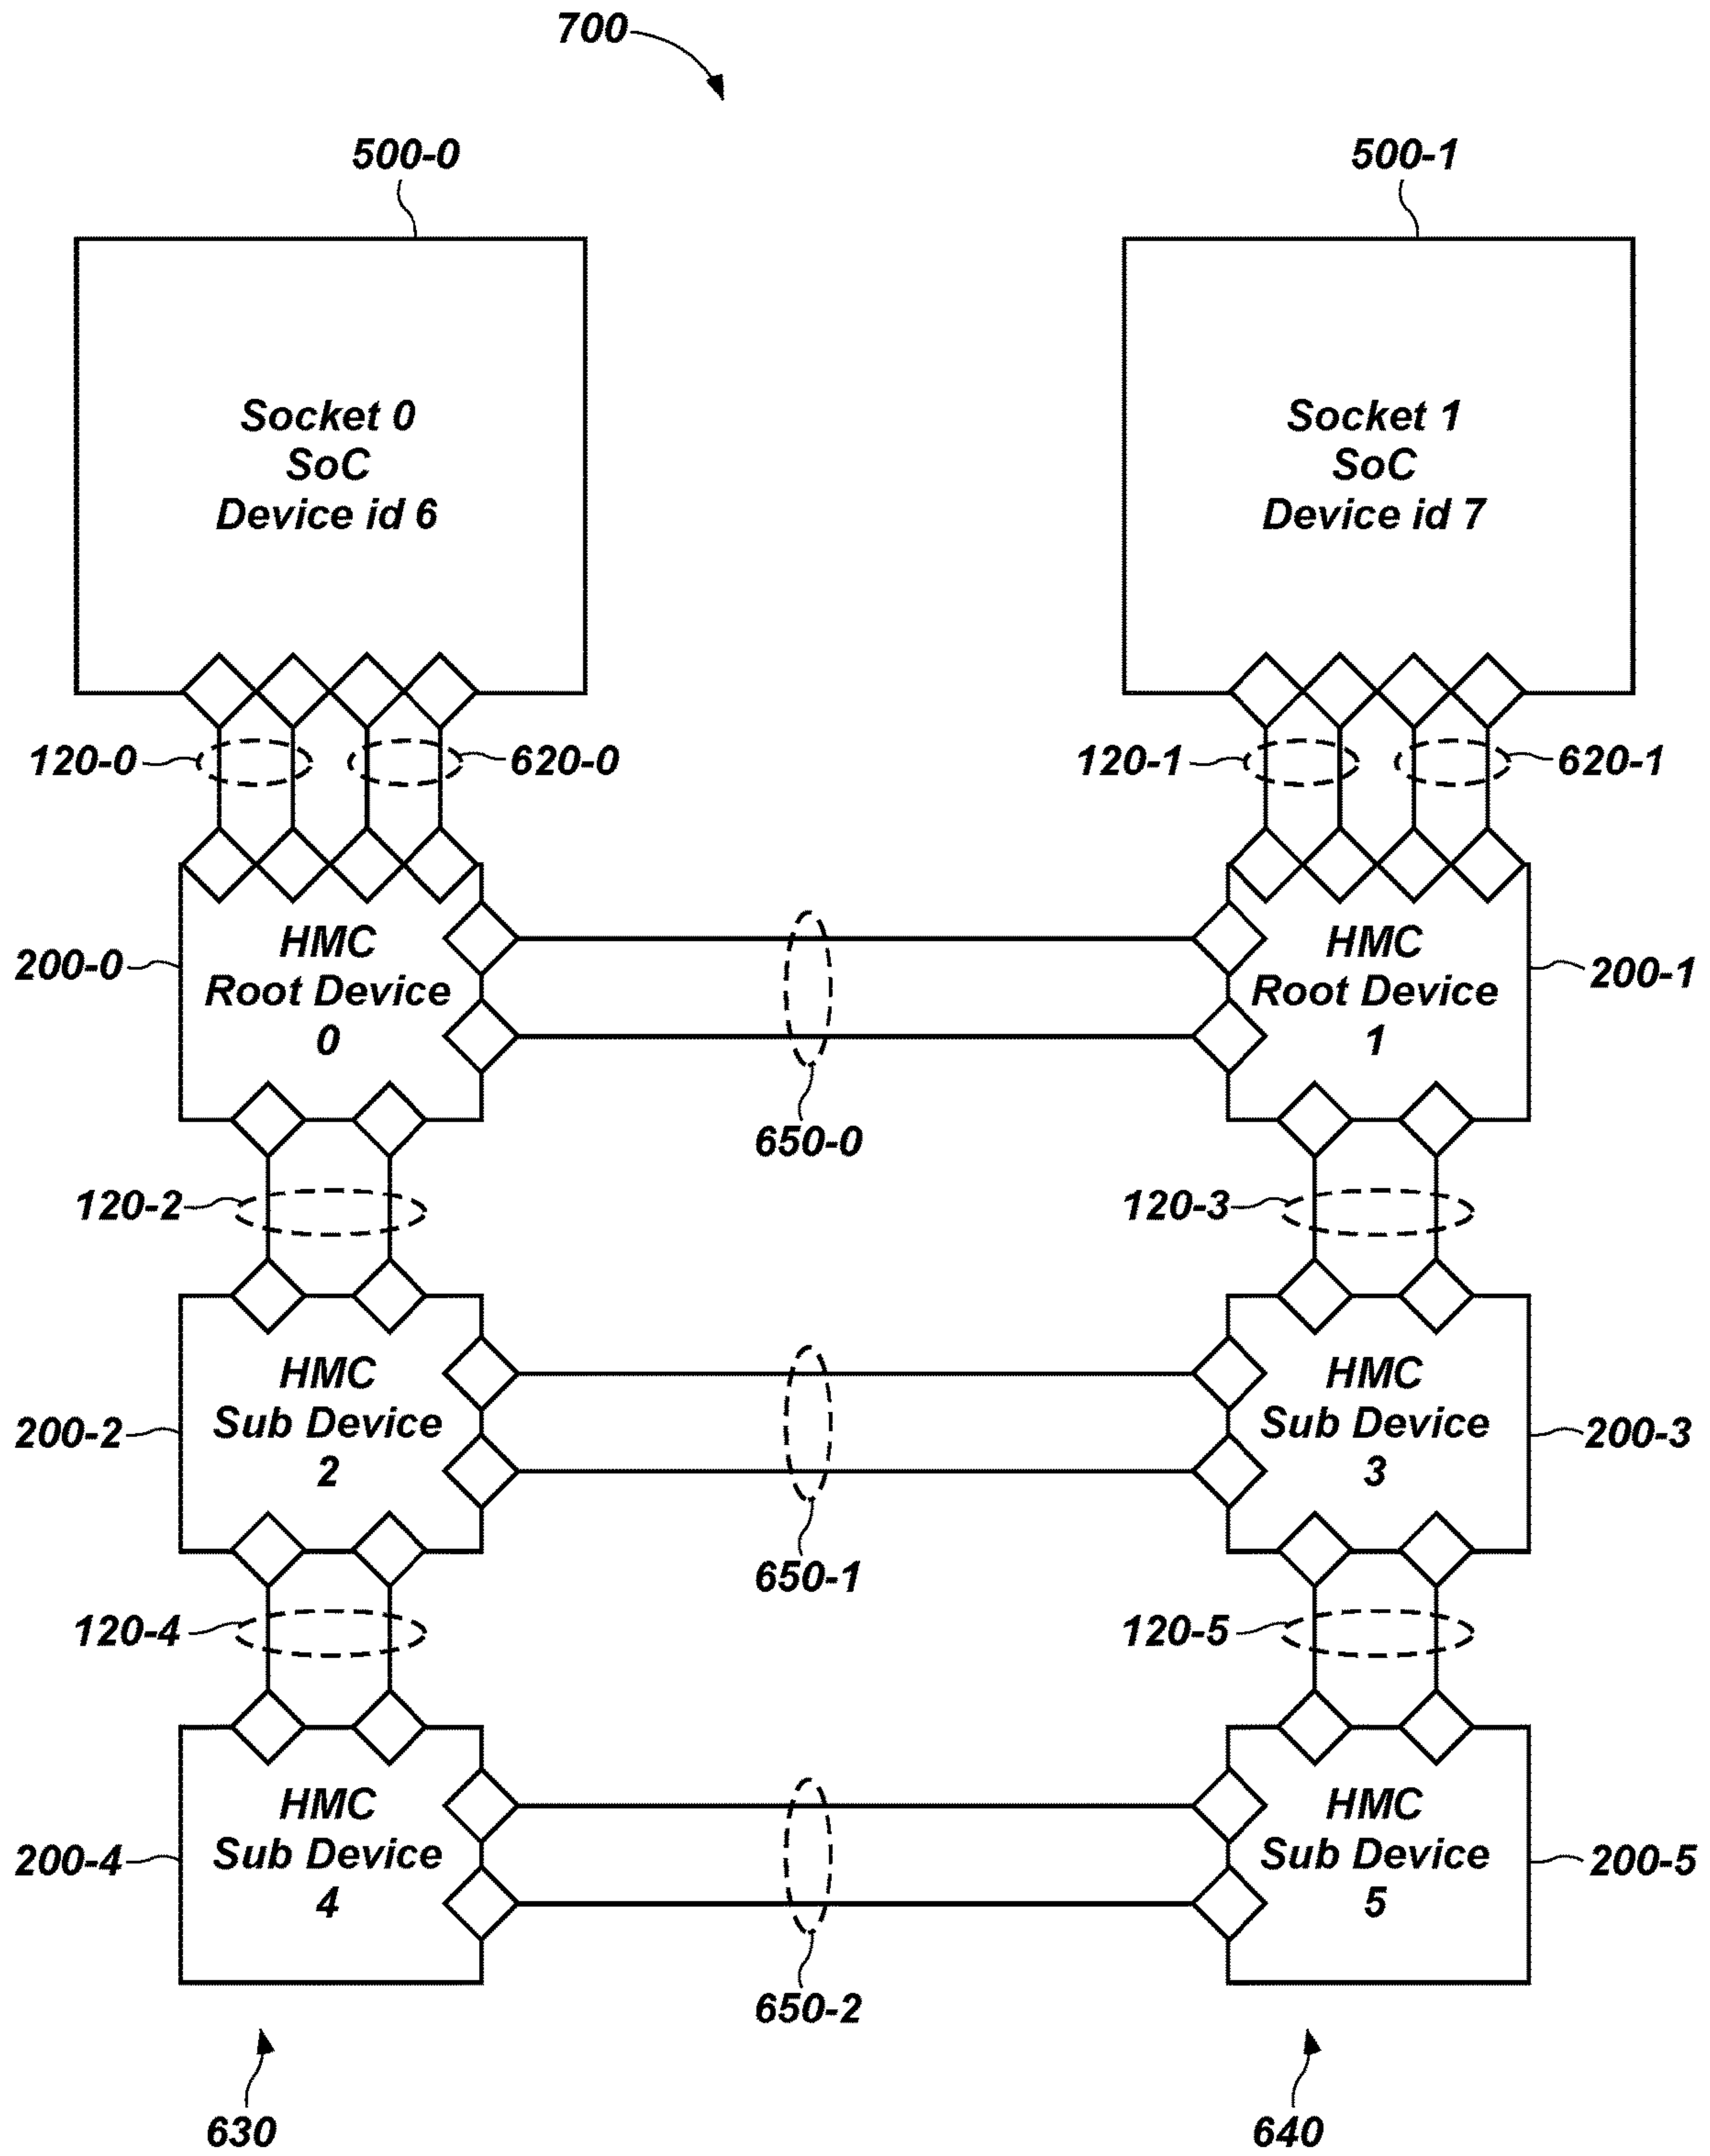 700
500-0
500-1
Socket 0
SoC
Device id 6
Socket 1
SoC
Device id 7
120-0
620-0
120-1
620-1
HMC
Root Device
0
200-0
HMC
Root Device
1
200-1
650-0
120-2
120-3
HMC
Sub Device
2
200-2
HMC
Sub Device
3
200-3
650-1
120-4
120-5
HMC
Sub Device
4
200-4
HMC
Sub Device
5
200-5
650-2
630
640